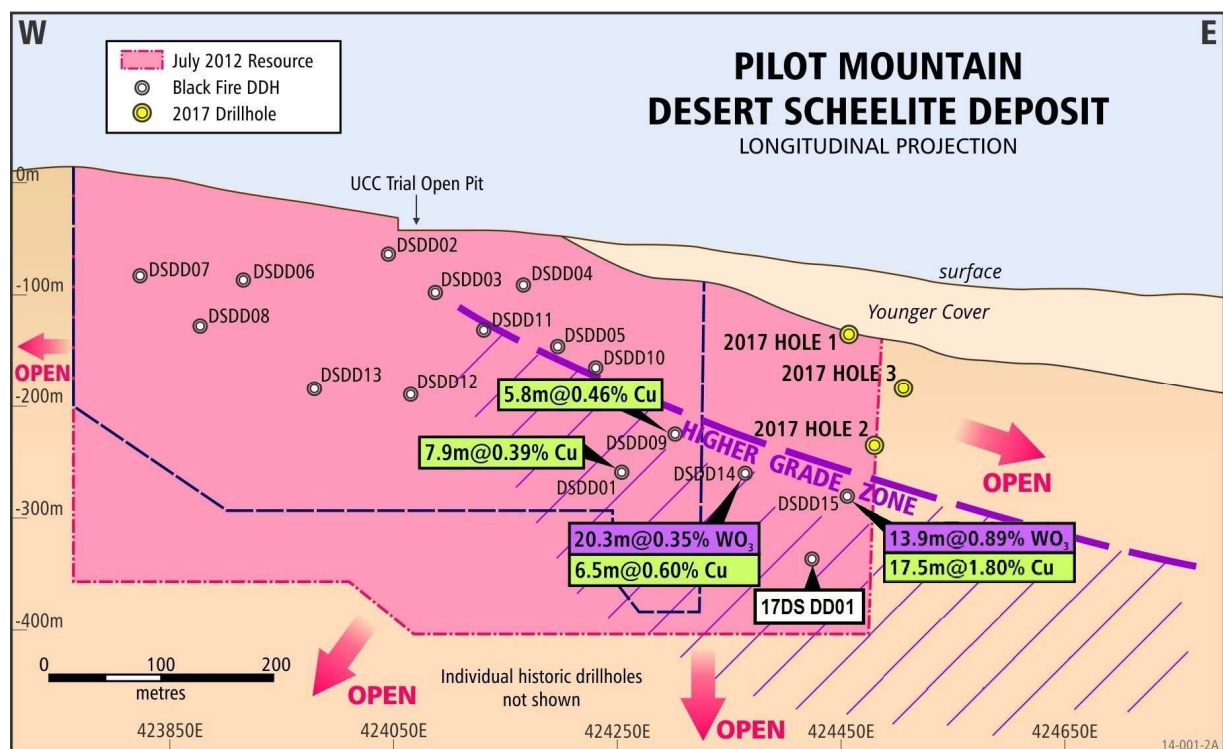 W
E
July 2012 Resource
Black Fire DDH
2017 Drillhole
PILOT MOUNTAIN
DESERT SCHEELITE DEPOSIT
LONGITUDINAL PROJECTION
0m
UCC Trial Open Pit
DSDD02
DSDD07
DSDD06
DSDD03
DSDD04
surface
-100m
Younger Cover
DSDD08
DSDD11
DSDD05
2017 HOLE 1
DSDD10
OPEN
DSDD13
DSDD12
2017 HOLE 3
5.8m@0.46% Cu
-200m
2017 HOLE 2
DSDD09
HIGHER GRADE ZONE
7.9m@0.39% Cu
DSDD01
DSDD14
OPEN
DSDD15
-300m
20.3m@0.35% WO₃
6.5m@0.60% Cu
13.9m@0.89% WO₃
17.5m@1.80% Cu
17DS DD01
-400m
0 100 200
metres
OPEN
Individual historic drillholes
not shown
OPEN
423850E
424050E
424250E
424450E
424650E
14-001-2A